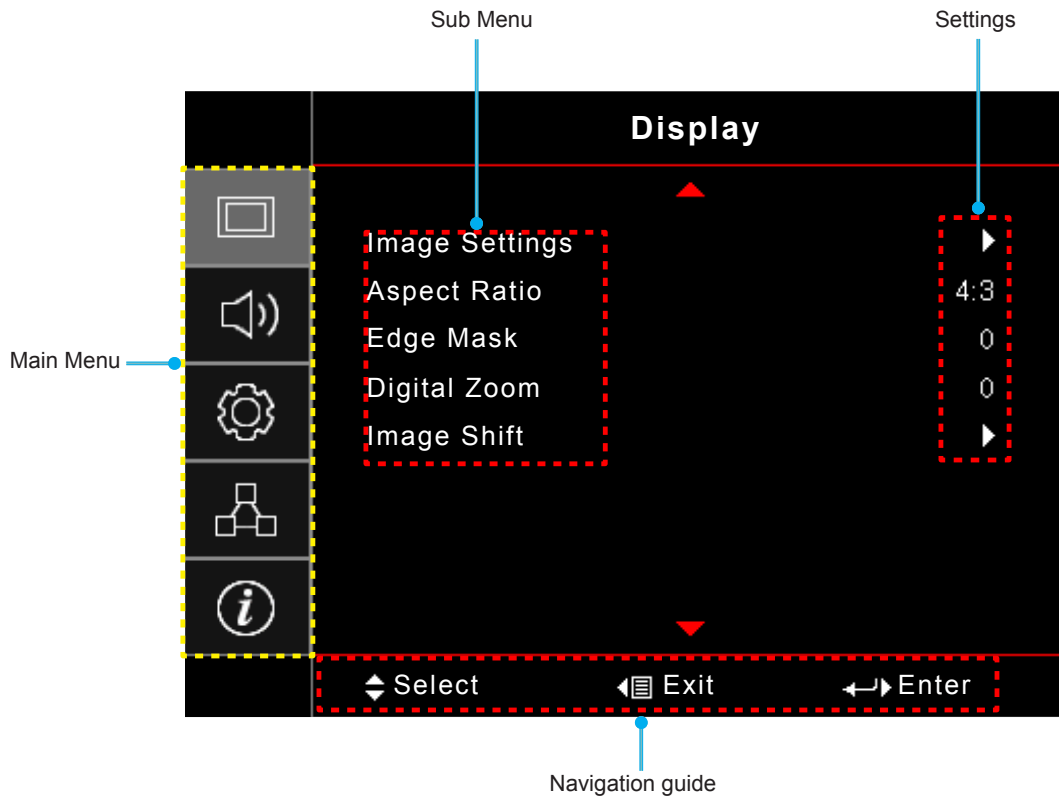 Sub Menu
Settings
Display
Image Settings
Aspect Ratio 4:3
Edge Mask 0
Digital Zoom 0
Image Shift
Main Menu
i
Select Exit Enter
Navigation guide